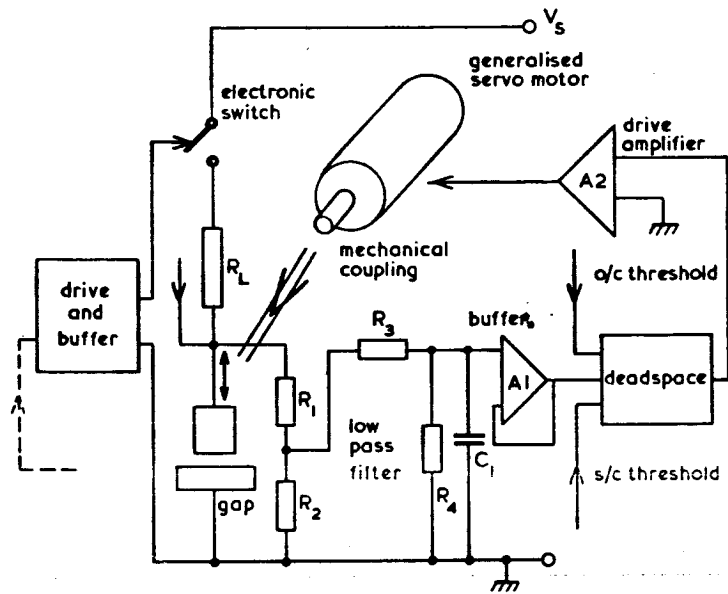 V_S
generalised
servo motor
electronic
switch
drive
amplifier
A2
mechanical
coupling
R_L
o/c threshold
drive
and
buffer
R_3
buffer
A1
deadspace
R_1
low
pass
filter
C_1
s/c threshold
R_4
R_2
gap